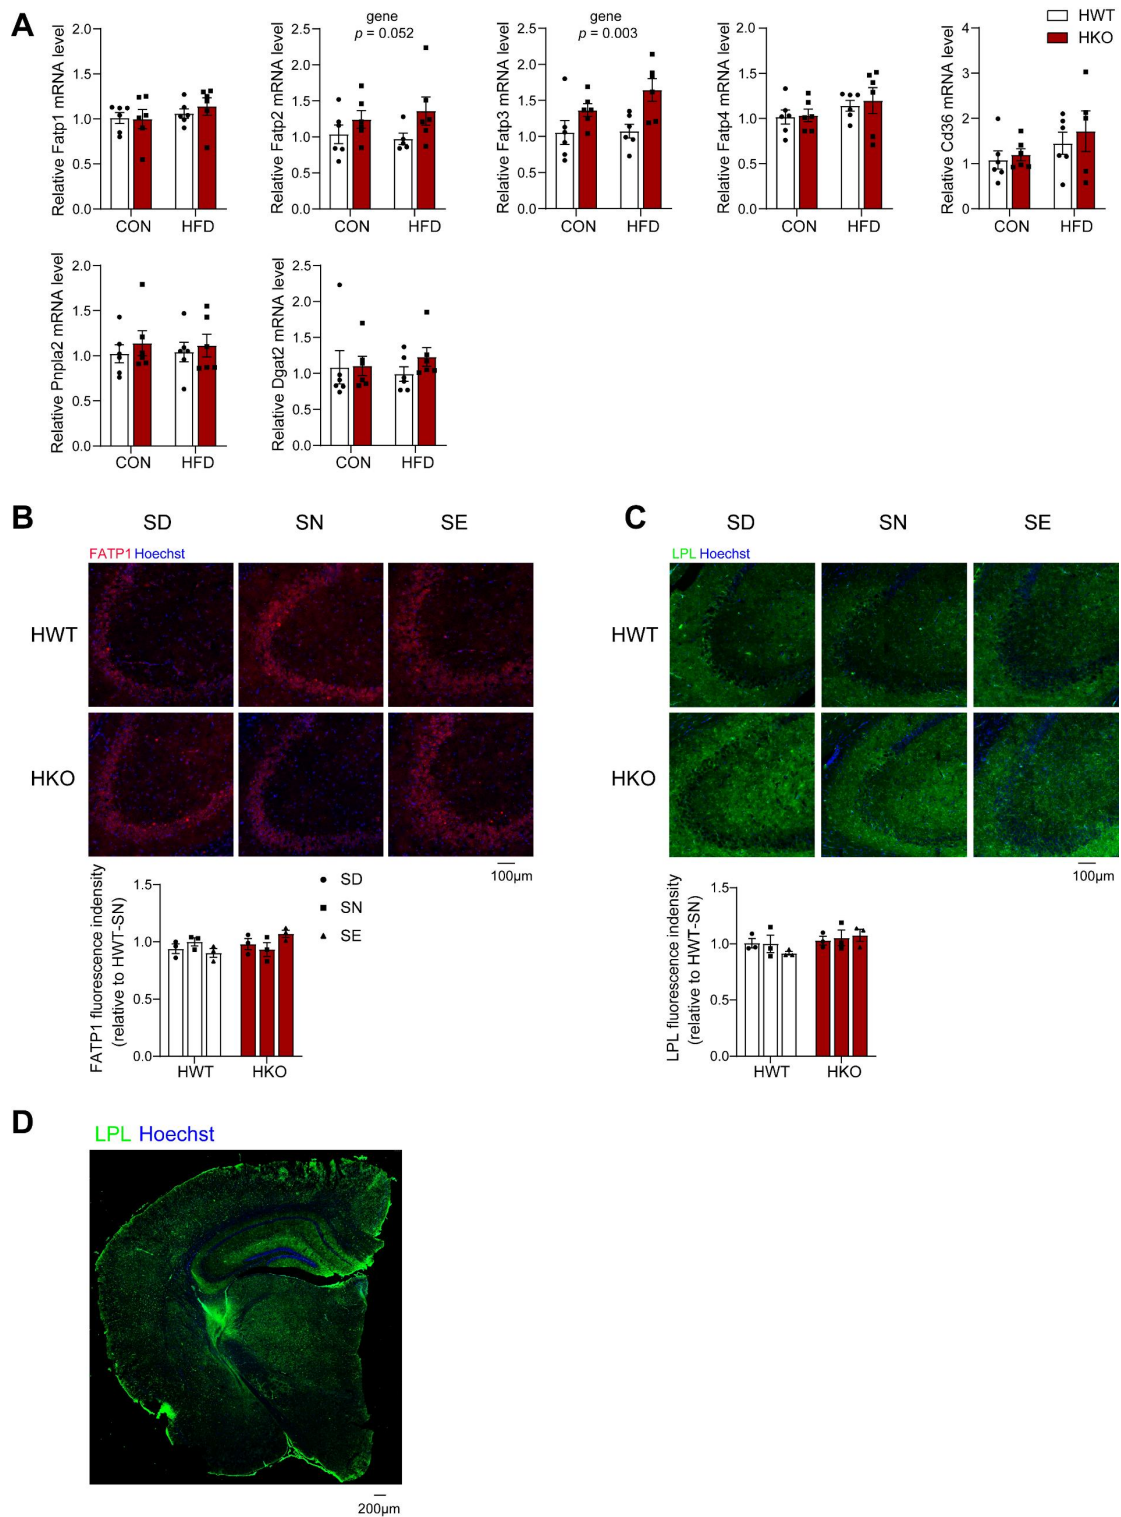 A
HWT
HKO
gene
p = 0.052
gene
p = 0.003
Relative Fatp1 mRNA level
2.0
1.5
1.0
0.5
0.0
CON
HFD
Relative Fatp2 mRNA level
2.5
2.0
1.5
1.0
0.5
0.0
CON
HFD
Relative Fatp3 mRNA level
2.5
2.0
1.5
1.0
0.5
0.0
CON
HFD
Relative Fatp4 mRNA level
2.0
1.5
1.0
0.5
0.0
CON
HFD
Relative Cd36 mRNA level
4
3
2
1
0
CON
HFD
Relative Pnpla2 mRNA level
2.0
1.5
1.0
0.5
0.0
CON
HFD
Relative Dgat2 mRNA level
2.5
2.0
1.5
1.0
0.5
0.0
CON
HFD
B
SD
SN
SE
FATP1 Hoechst
HWT
HKO
100μm
FATP1 fluorescence indensity
(relative to HWT-SN)
1.5
1.0
0.5
0.0
HWT
HKO
SD
SN
SE
C
SD
SN
SE
LPL Hoechst
HWT
HKO
100μm
LPL fluorescence indensity
(relative to HWT-SN)
1.5
1.0
0.5
0.0
HWT
HKO
D
LPL Hoechst
200μm